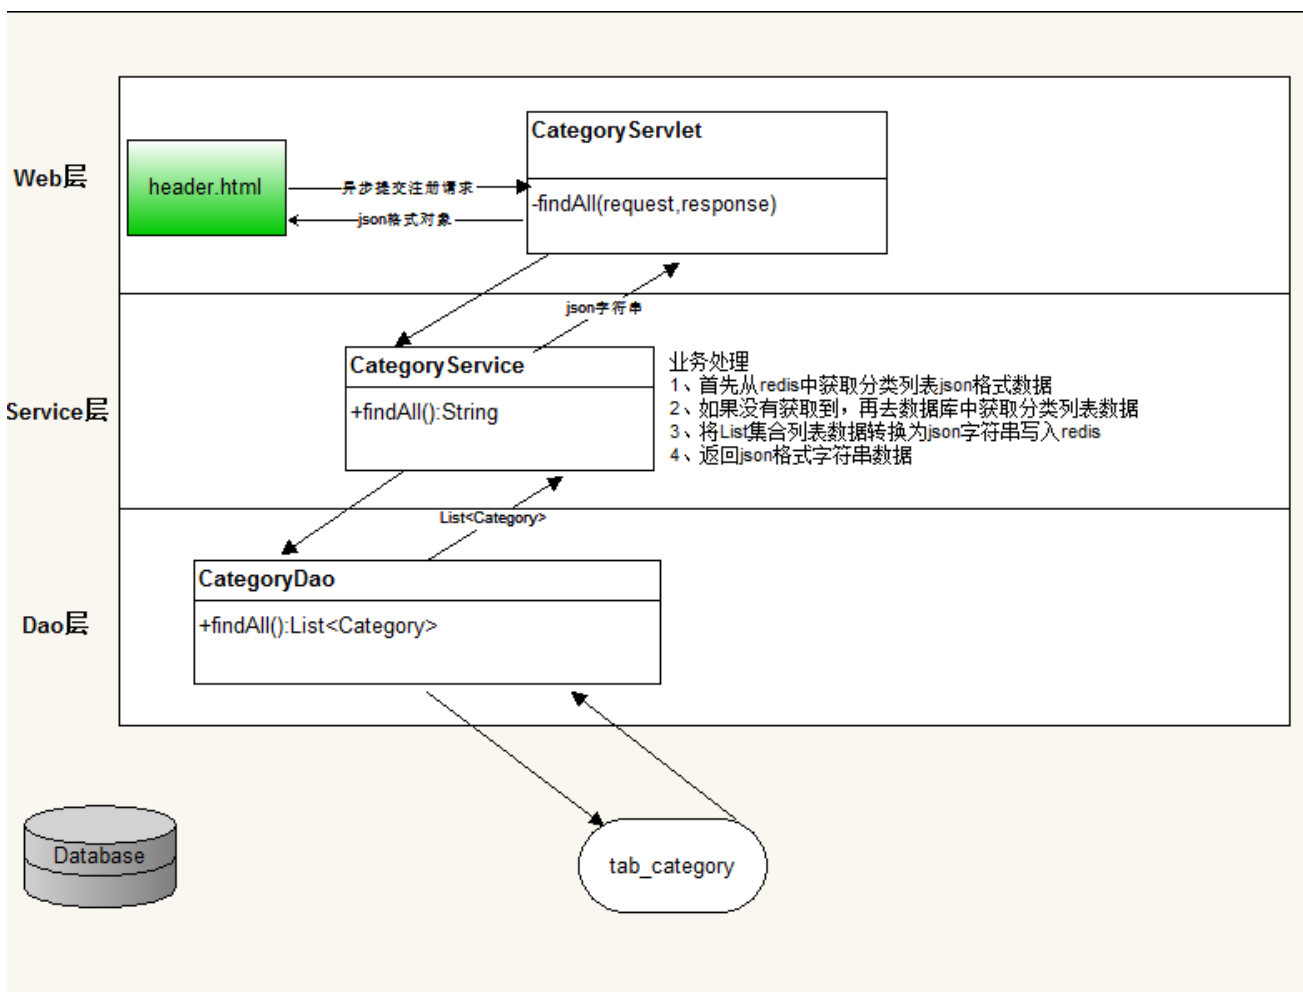 Web层
header.html
异步提交注册请求
json格式对象
CategoryServlet
-findAll(request,response)
json字符串
Service层
CategoryService
+findAll():String
业务处理
1、首先从redis中获取分类列表json格式数据
2、如果没有获取到，再去数据库中获取分类列表数据
3、将List集合列表数据转换为json字符串写入redis
4、返回json格式字符串数据
List<Category>
Dao层
CategoryDao
+findAll():List<Category>
Database
tab_category